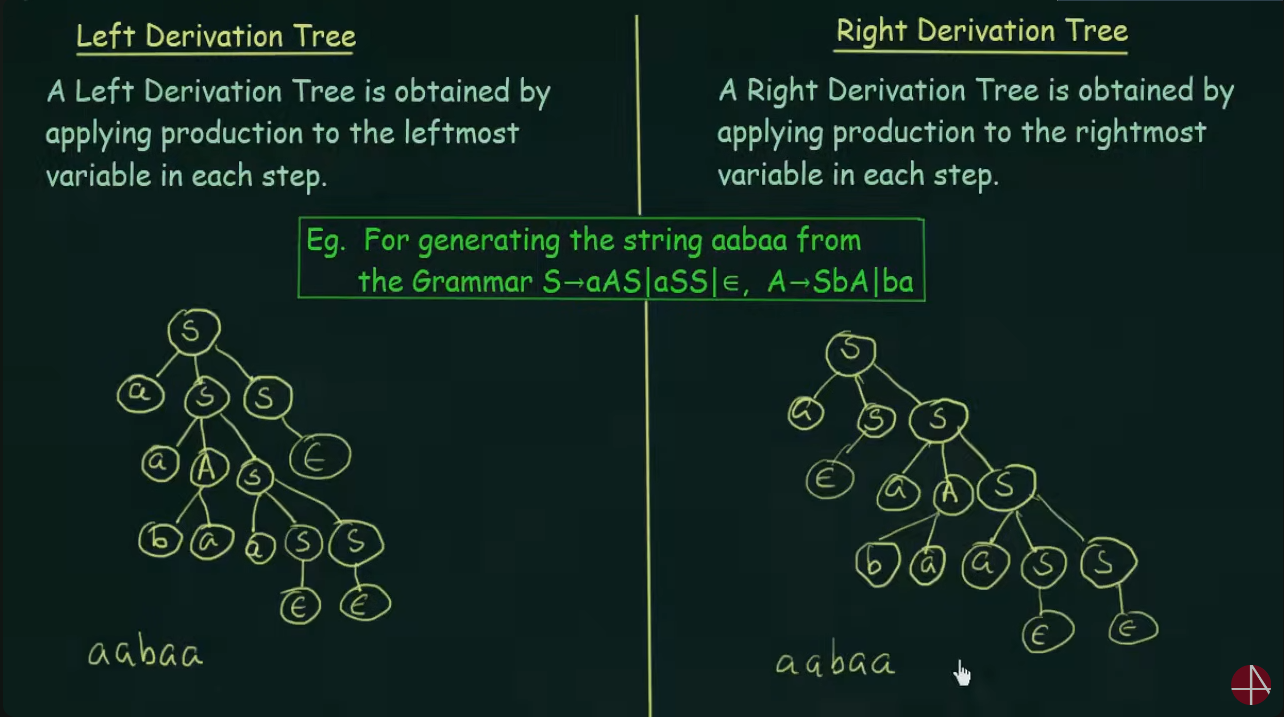 Left Derivation Tree
A Left Derivation Tree is obtained by
applying production to the leftmost
variable in each step.
Right Derivation Tree
A Right Derivation Tree is obtained by
applying production to the rightmost
variable in each step.
Eg. For generating the string aabaa from
the Grammar S→aAS|aSS|∈, A→SbA|ba
S
a S S
a A S ∈
b a a S S
∈ ∈
aabaa
S
a S S
∈ a A S
b a a S S
∈ ∈
aabaa